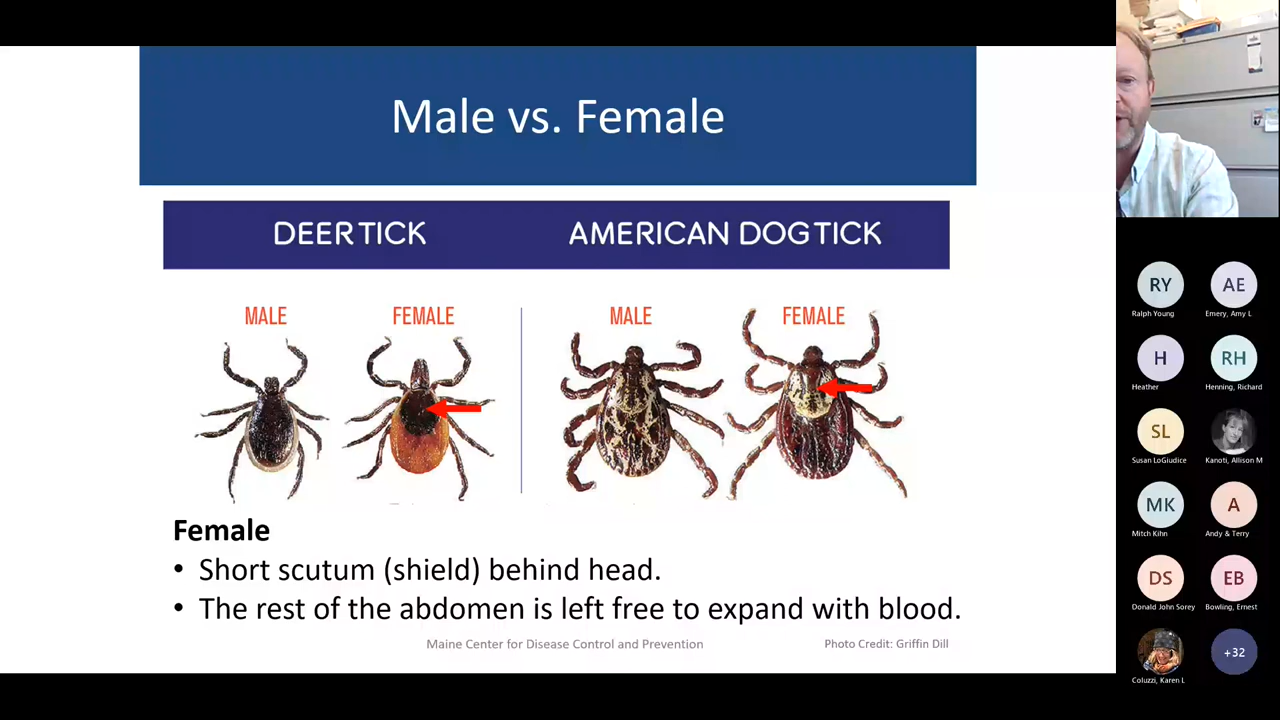 Male vs. Female
DEER TICK
AMERICAN DOG TICK
MALE
FEMALE
MALE
FEMALE
Female
• Short scutum (shield) behind head.
• The rest of the abdomen is left free to expand with blood.
Maine Center for Disease Control and Prevention
Photo Credit: Griffin Dill
RY
AE
Ralph Young
Emery, Amy L
H
RH
Heather
Henning, Richard
SL
Susan LoGiudice
Kanoti, Allison M
MK
A
Mitch Kihn
Andy & Terry
DS
EB
Donald John Sorey
Bowling, Ernest
+32
Coluzzi, Karen L